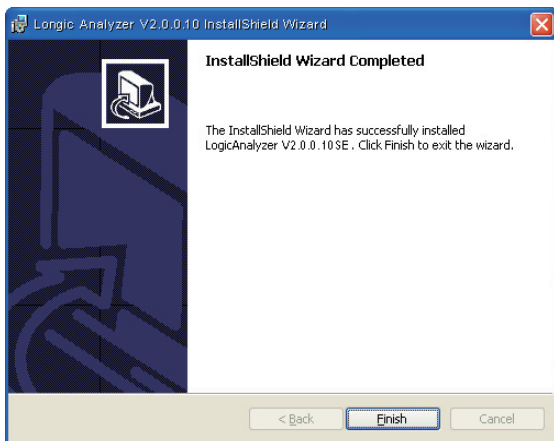 Longic Analyzer V2.0.0.10 InstallShield Wizard
InstallShield Wizard Completed
The InstallShield Wizard has successfully installed
LogicAnalyzer V2.0.0.10SE . Click Finish to exit the wizard.
< Back
Finish
Cancel